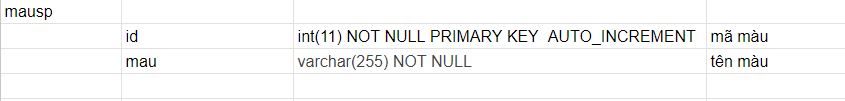 mausp
id int(11) NOT NULL PRIMARY KEY  AUTO_INCREMENT mã màu
mau varchar(255) NOT NULL tên màu